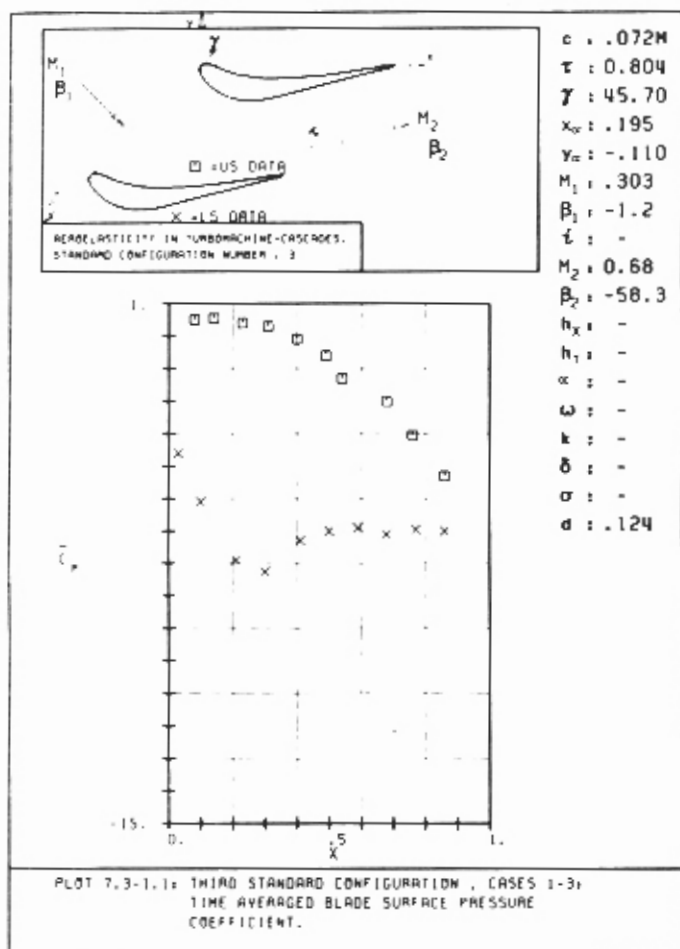 γ
M₁
β₁
M₂
β₂
□ =US DATA
× =LS DATA
AEROELASTICITY IN TURBOMACHINE-CASCADES.
STANDARD CONFIGURATION NUMBER : 3
c : .072M
τ : 0.804
γ : 45.70
xα : .195
yα : -.110
M₁ : .303
β₁ : -1.2
i : -
M₂ : 0.68
β₂ : -58.3
hₓ : -
h₁ : -
α : -
ω : -
k : -
δ : -
σ : -
d : .124
1.
C̄ₚ
-15.
0. .5 1.
X
PLOT 7.3-1.1: THIRD STANDARD CONFIGURATION , CASES 1-3:
TIME AVERAGED BLADE SURFACE PRESSURE
COEFFICIENT.